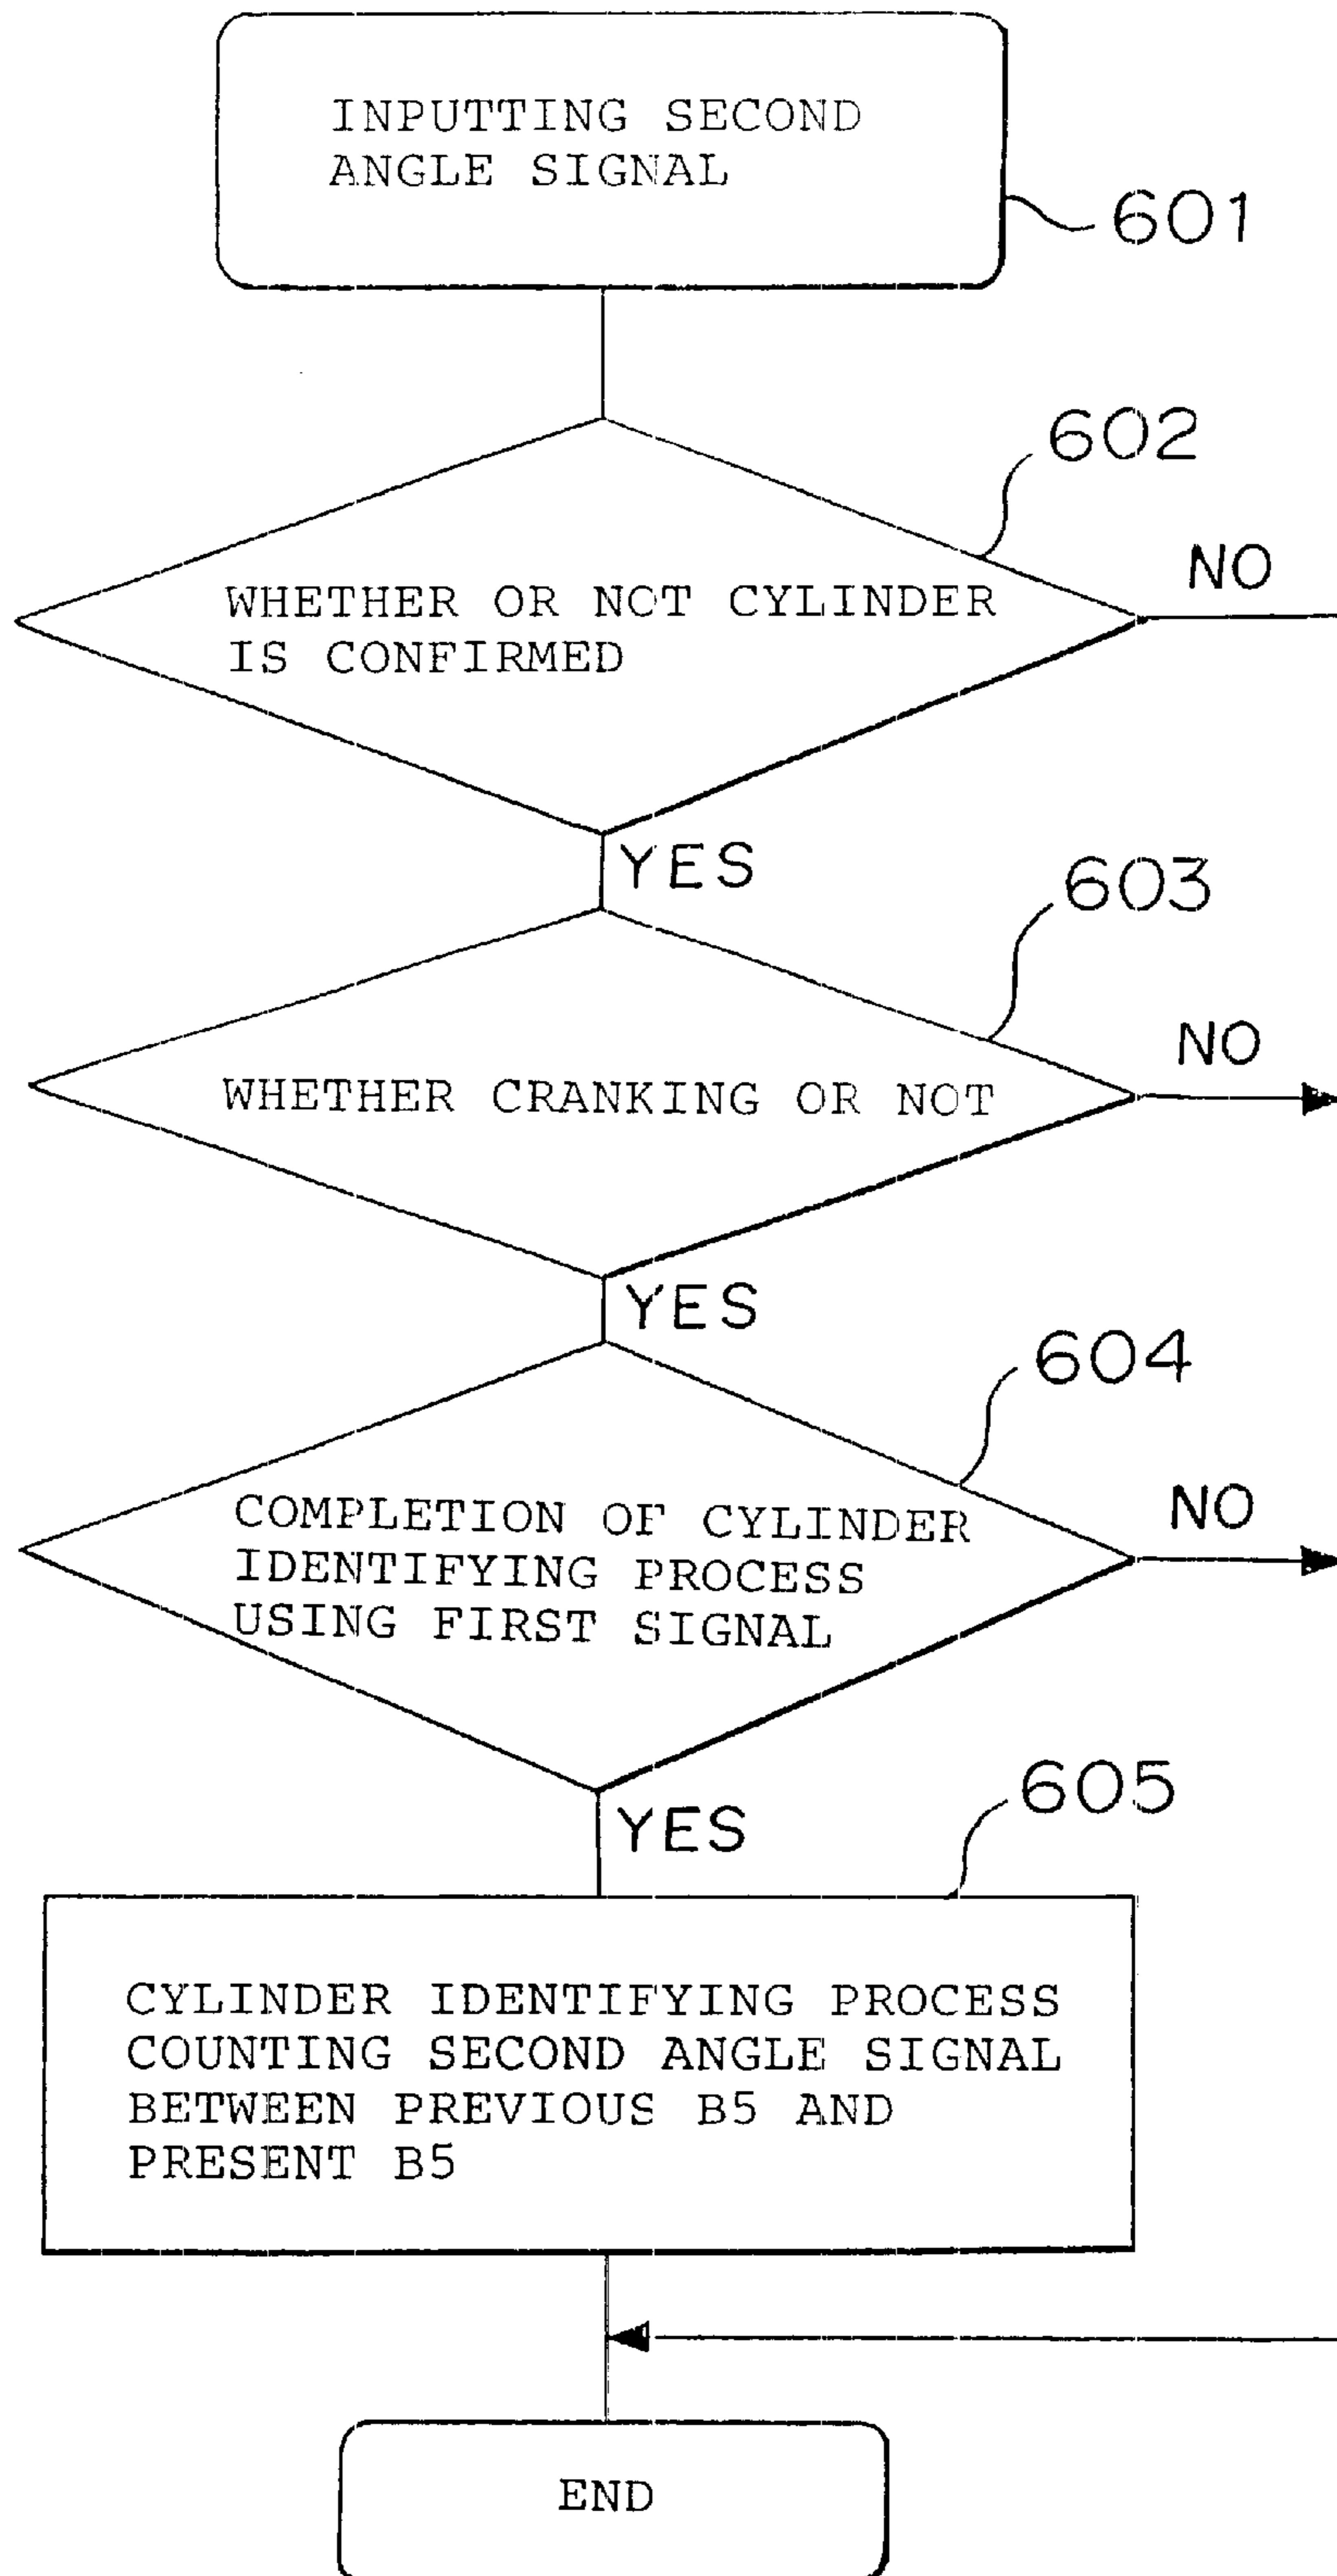 INPUTTING SECOND
ANGLE SIGNAL
601
602
NO
WHETHER OR NOT CYLINDER
IS CONFIRMED
YES
603
NO
WHETHER CRANKING OR NOT
YES
604
NO
COMPLETION OF CYLINDER
IDENTIFYING PROCESS
USING FIRST SIGNAL
YES
605
CYLINDER IDENTIFYING PROCESS
COUNTING SECOND ANGLE SIGNAL
BETWEEN PREVIOUS B5 AND
PRESENT B5
END